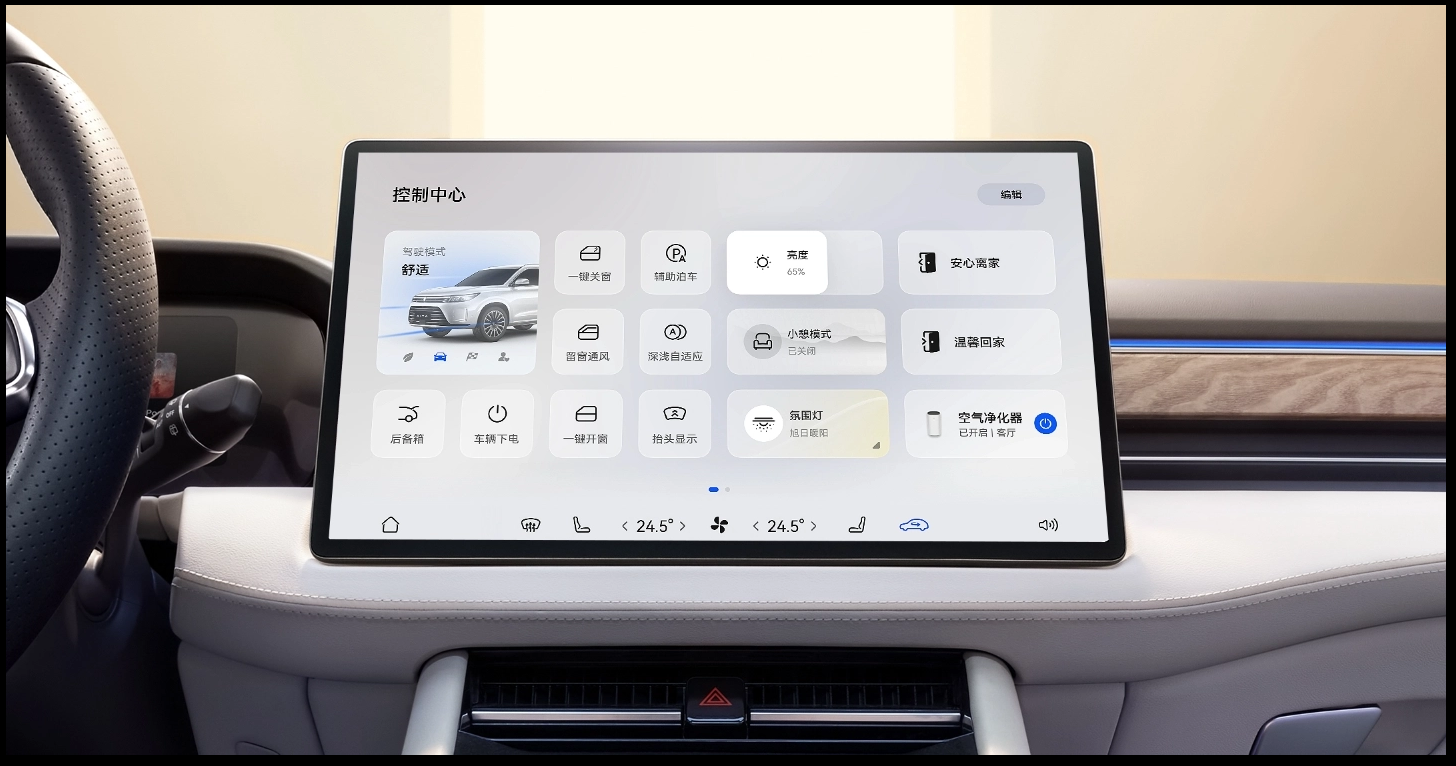 控制中心
编辑
驾驶模式
舒适
一键关窗
辅助泊车
亮度
65%
安心离家
留窗通风
深浅自适应
小憩模式
已关闭
温馨回家
后备箱
车辆下电
一键开窗
抬头显示
氛围灯
旭日暖阳
空气净化器
已开启 | 客厅
24.5°
24.5°
OFF